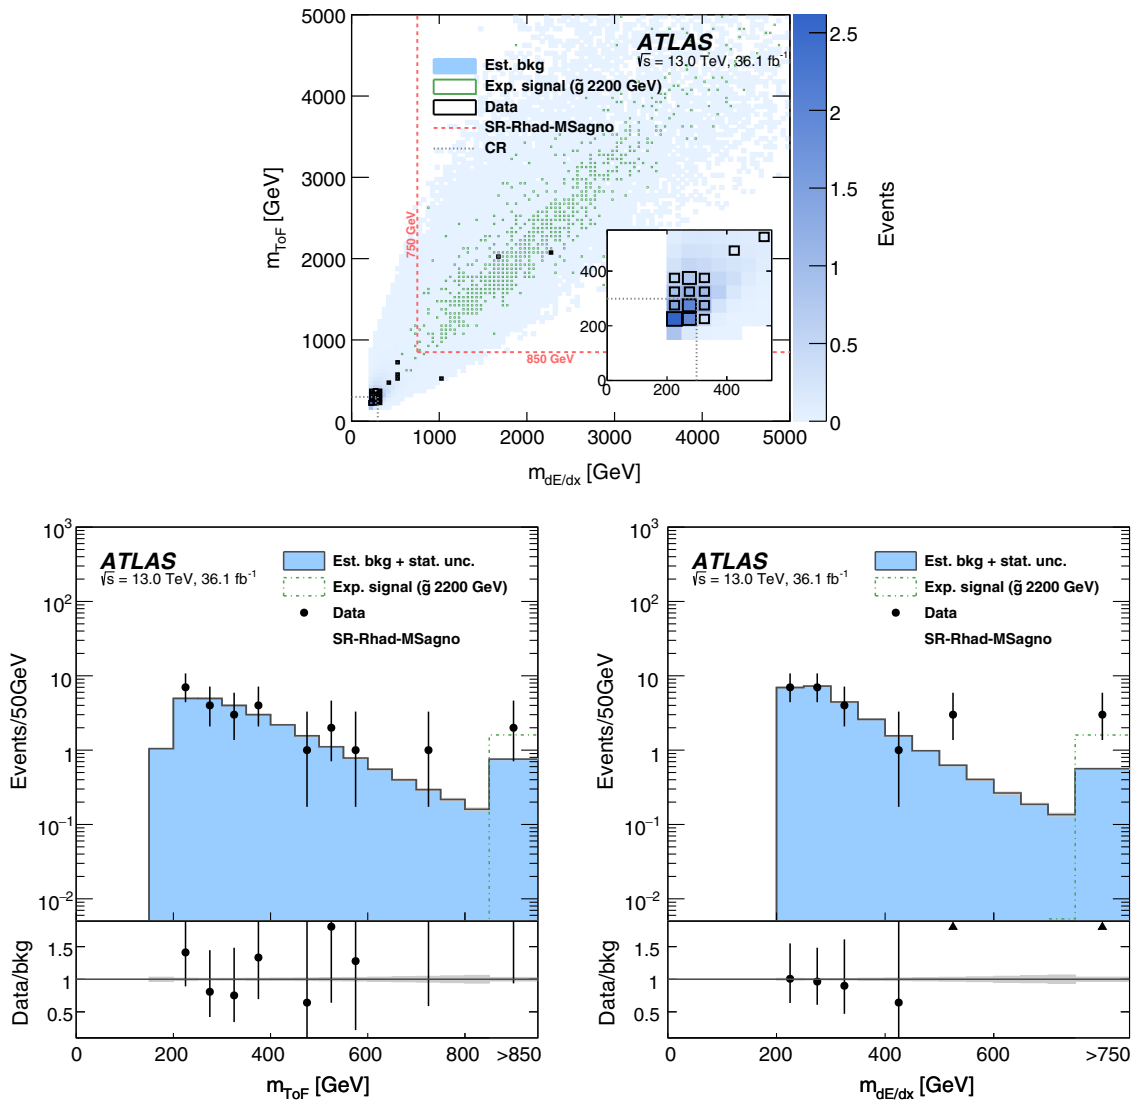 5000
4000
3000
2000
1000
0
m_ToF [GeV]
ATLAS
√s = 13.0 TeV, 36.1 fb⁻¹
Est. bkg
Exp. signal (g̃ 2200 GeV)
Data
SR-Rhad-MSagno
CR
750 GeV
850 GeV
400
200
0
0 200 400
0 1000 2000 3000 4000 5000
m_dE/dx [GeV]
2.5
2
1.5
1
0.5
0
Events
10³
10²
10
1
10⁻¹
10⁻²
Events/50GeV
ATLAS
√s = 13.0 TeV, 36.1 fb⁻¹
Est. bkg + stat. unc.
Exp. signal (g̃ 2200 GeV)
Data
SR-Rhad-MSagno
1.5
1
0.5
Data/bkg
0 200 400 600 800 >850
m_ToF [GeV]
10³
10²
10
1
10⁻¹
10⁻²
Events/50GeV
ATLAS
√s = 13.0 TeV, 36.1 fb⁻¹
Est. bkg + stat. unc.
Exp. signal (g̃ 2200 GeV)
Data
SR-Rhad-MSagno
1.5
1
0.5
Data/bkg
0 200 400 600 >750
m_dE/dx [GeV]